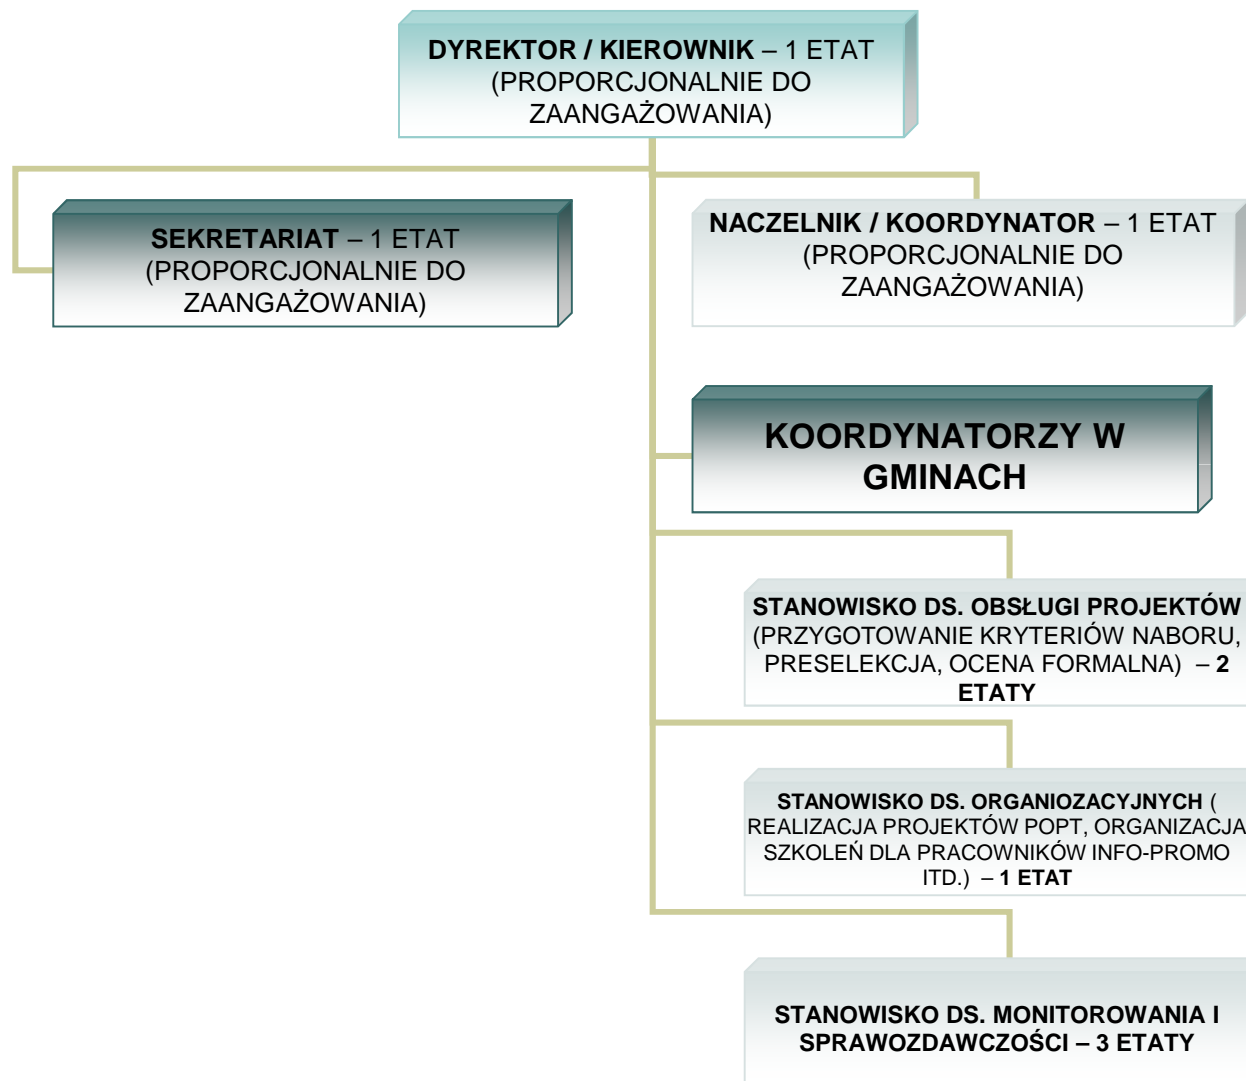 DYREKTOR / KIEROWNIK – 1 ETAT
(PROPORCJONALNIE DO
ZAANGAŻOWANIA)
SEKRETARIAT – 1 ETAT
(PROPORCJONALNIE DO
ZAANGAŻOWANIA)
NACZELNIK / KOORDYNATOR – 1 ETAT
(PROPORCJONALNIE DO
ZAANGAŻOWANIA)
KOORDYNATORZY W
GMINACH
STANOWISKO DS. OBSŁUGI PROJEKTÓW
(PRZYGOTOWANIE KRYTERIÓW NABORU,
PRESELEKCJA, OCENA FORMALNA) – 2
ETATY
STANOWISKO DS. ORGANIOZACYJNYCH (
REALIZACJA PROJEKTÓW POPT, ORGANIZACJA
SZKOLEŃ DLA PRACOWNIKÓW INFO-PROMO
ITD.) – 1 ETAT
STANOWISKO DS. MONITOROWANIA I
SPRAWOZDAWCZOŚCI – 3 ETATY